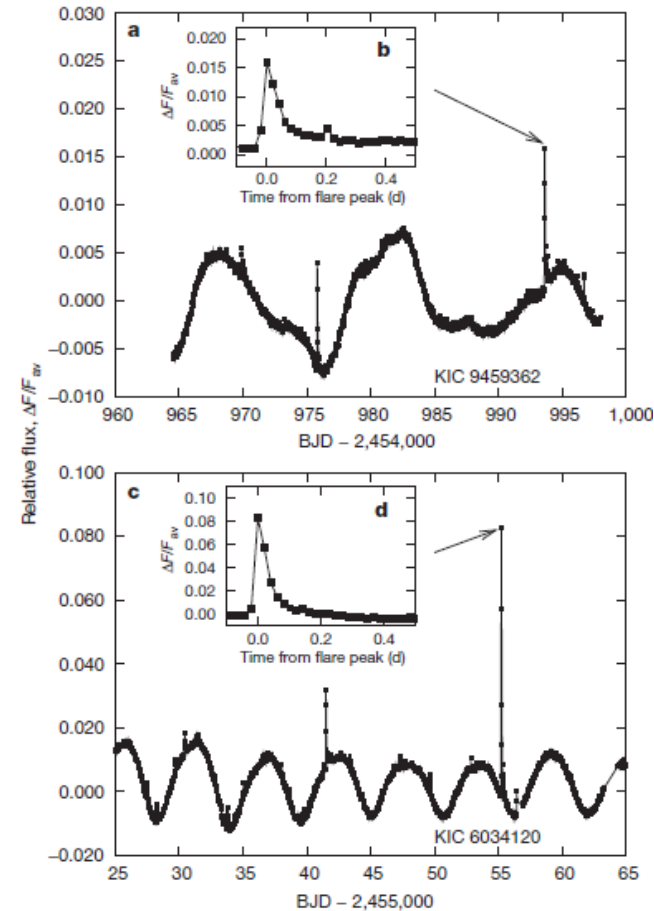 Relative flux, ΔF/F_av
a
0.030
0.025
0.020
0.015
0.010
0.005
0.000
−0.005
−0.010
b
ΔF/F_av
0.020
0.015
0.010
0.005
0.000
0.0 0.2 0.4
Time from flare peak (d)
KIC 9459362
960 965 970 975 980 985 990 995 1,000
BJD − 2,454,000
c
0.100
0.080
0.060
0.040
0.020
0.000
−0.020
d
ΔF/F_av
0.10
0.08
0.06
0.04
0.02
0.00
0.0 0.2 0.4
Time from flare peak (d)
KIC 6034120
25 30 35 40 45 50 55 60 65
BJD − 2,455,000